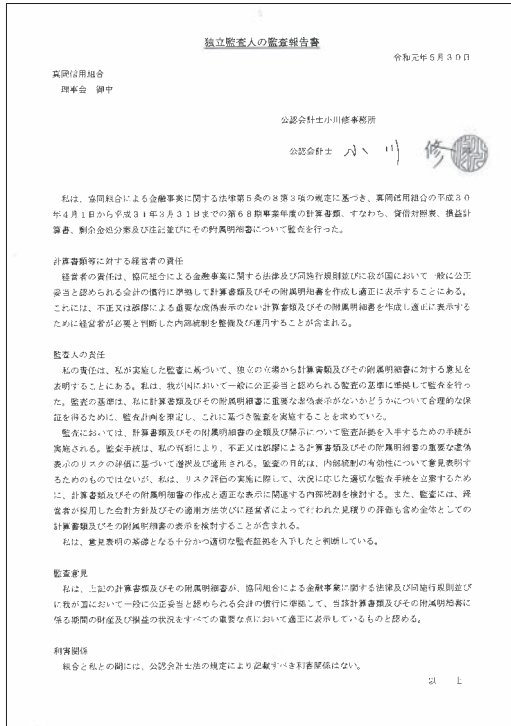 独立監査人の監査報告書
令和元年5月30日
真岡信用組合
理事会 御中
公認会計士小川修事務所
公認会計士 小川 修
私は、協同組合による金融事業に関する法律第5条の8第3項の規定に基づき、真岡信用組合の平成30
年4月1日から平成31年3月31日までの第68期事業年度の計算書類、すなわち、貸借対照表、損益計
算書、剰余金処分案及び注記並びにその附属明細書について監査を行った。
計算書類等に対する経営者の責任
経営者の責任は、協同組合による金融事業に関する法律及び同施行規則並びに我が国において一般に公正
妥当と認められる会計の慣行に準拠して計算書類及びその附属明細書を作成し適正に表示することにある。
これには、不正又は誤謬による重要な虚偽表示のない計算書類及びその附属明細書を作成し適正に表示する
ために経営者が必要と判断した内部統制を整備及び運用することが含まれる。
監査人の責任
私の責任は、私が実施した監査に基づいて、独立の立場から計算書類及びその附属明細書に対する意見を
表明することにある。私は、我が国において一般に公正妥当と認められる監査の基準に準拠して監査を行っ
た。監査の基準は、私に計算書類及びその附属明細書に重要な虚偽表示がないかどうかについて合理的な保
証を得るために、監査計画を策定し、これに基づき監査を実施することを求めている。
監査においては、計算書類及びその附属明細書の金額及び開示について監査証拠を入手するための手続が
実施される。監査手続は、私の判断により、不正又は誤謬による計算書類及びその附属明細書の重要な虚偽
表示のリスクの評価に基づいて選択及び適用される。監査の目的は、内部統制の有効性について意見表明す
るためのものではないが、私は、リスク評価の実施に際して、状況に応じた適切な監査手続を立案するため
に、計算書類及びその附属明細書の作成と適正な表示に関連する内部統制を検討する。また、監査には、経
営者が採用した会計方針及びその適用方法並びに経営者によって行われた見積りの評価も含め全体としての
計算書類及びその附属明細書の表示を検討することが含まれる。
私は、意見表明の基礎となる十分かつ適切な監査証拠を入手したと判断している。
監査意見
私は、上記の計算書類及びその附属明細書が、協同組合による金融事業に関する法律及び同施行規則並び
に我が国において一般に公正妥当と認められる会計の慣行に準拠して、当該計算書類及びその附属明細書に
係る期間の財産及び損益の状況をすべての重要な点において適正に表示しているものと認める。
利害関係
組合と私との間には、公認会計士法の規定により記載すべき利害関係はない。
以 上